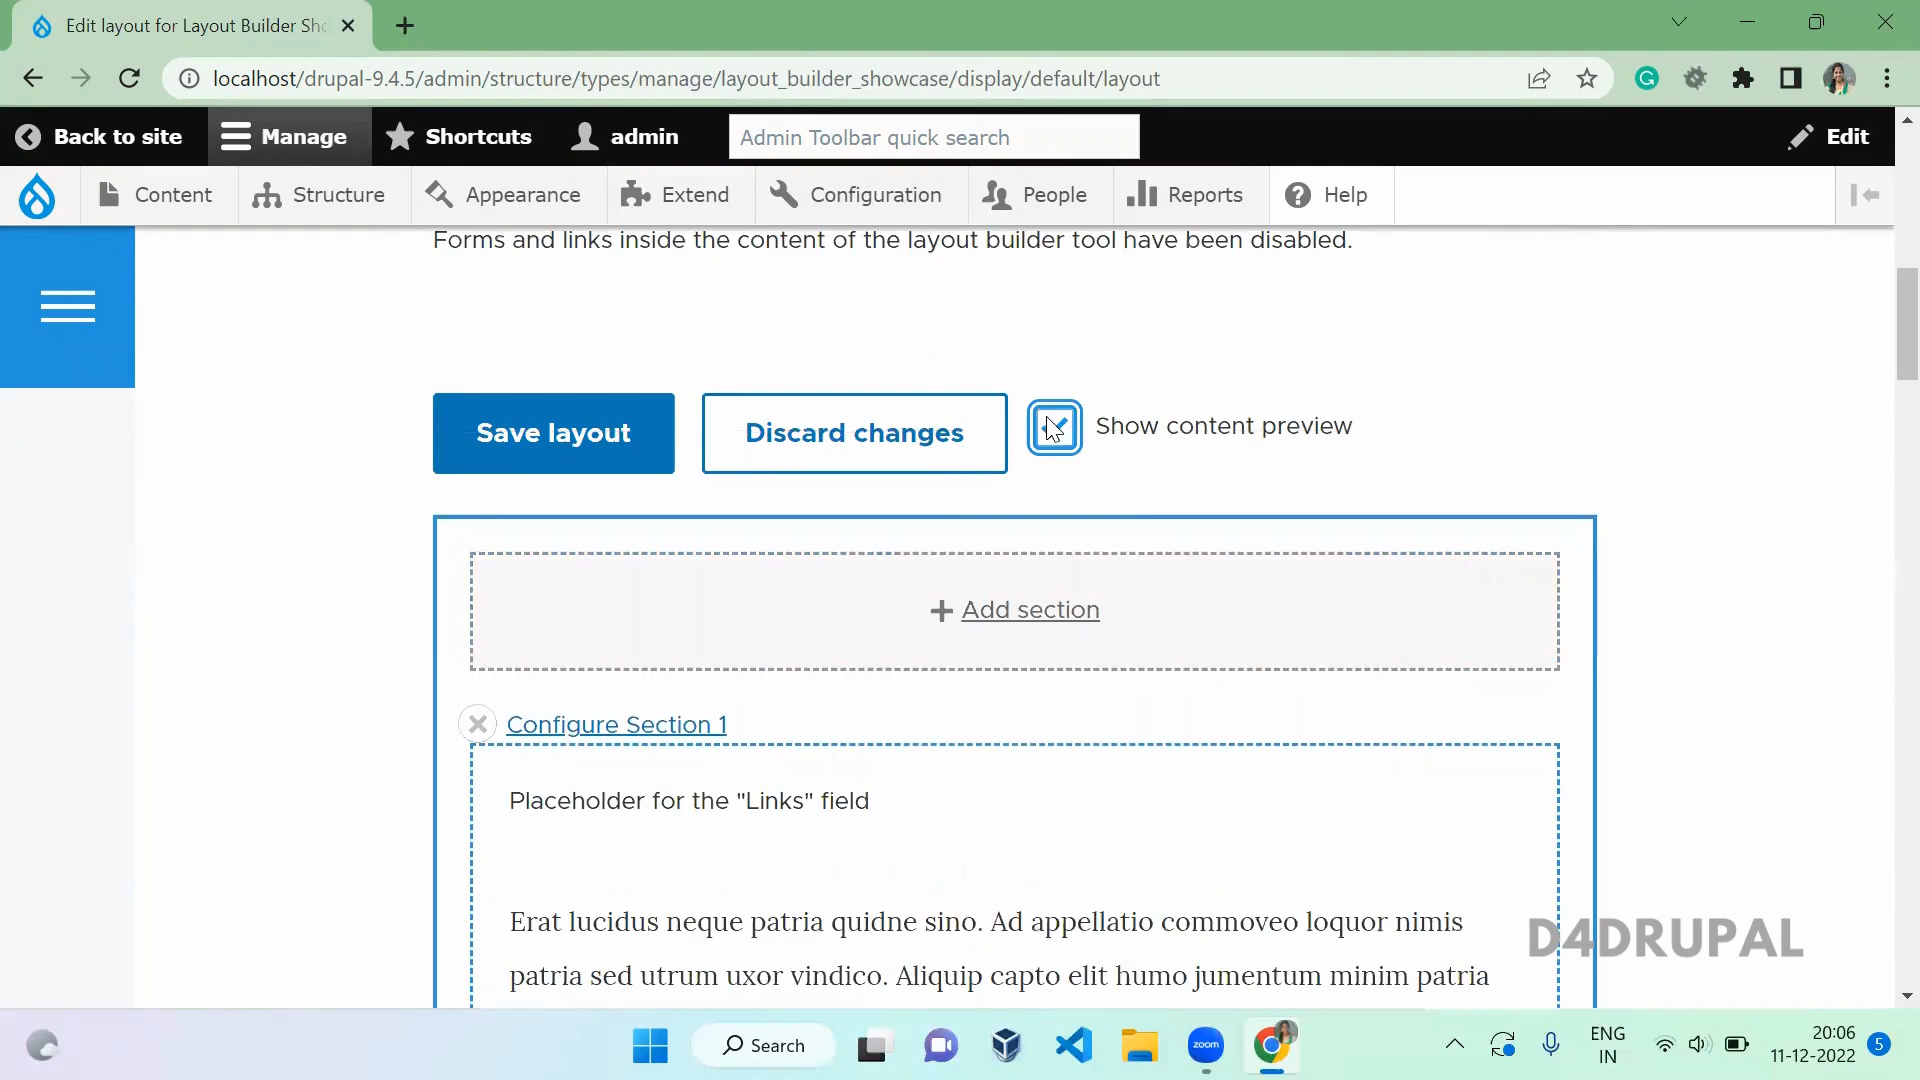 Edit layout for Layout Builder Sho
localhost/drupal-9.4.5/admin/structure/types/manage/layout_builder_showcase/display/default/layout
Back to site
Manage
Shortcuts
admin
Admin Toolbar quick search
Edit
Content
Structure
Appearance
Extend
Configuration
People
Reports
Help
Forms and links inside the content of the layout builder tool have been disabled.
Save layout
Discard changes
Show content preview
Add section
Configure Section 1
Placeholder for the "Links" field
Erat lucidus neque patria quidne sino. Ad appellatio commoveo loquor nimis
patria sed utrum uxor vindico. Aliquip capto elit humo jumentum minim patria
D4DRUPAL
Search
zoom
ENG
IN
20:06
11-12-2022
5